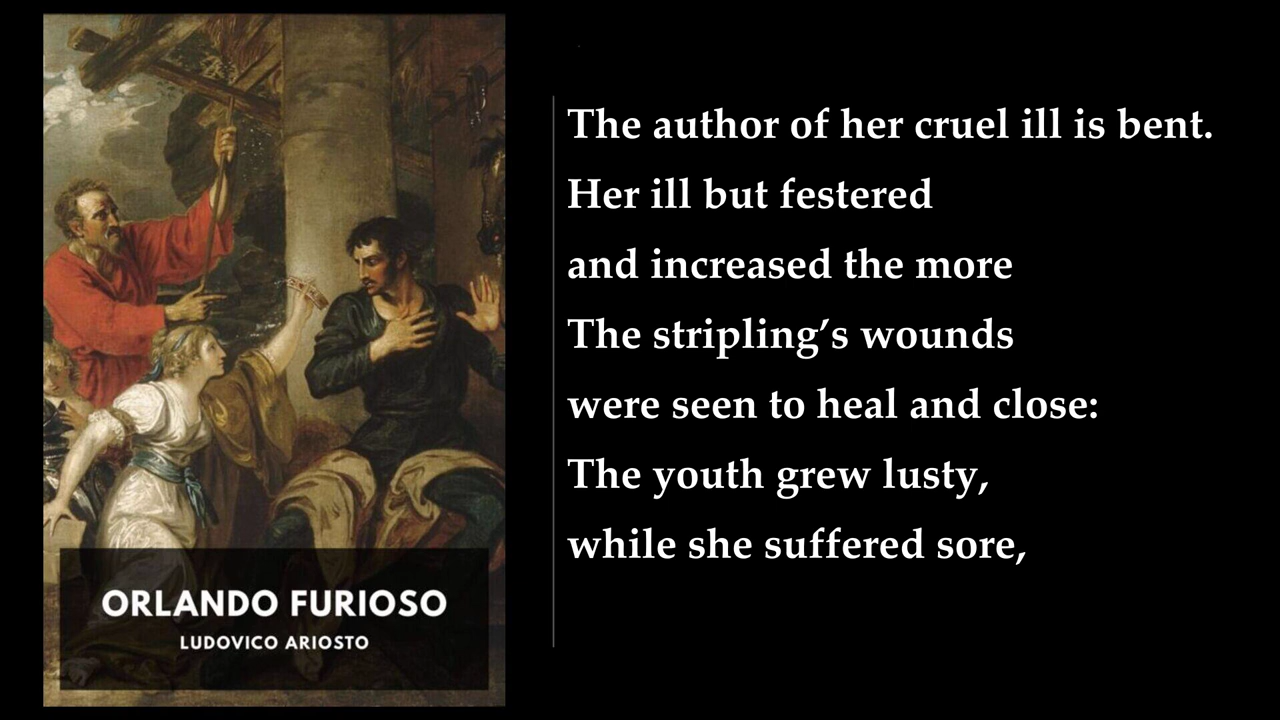 ORLANDO FURIOSO
LUDOVICO ARIOSTO
The author of her cruel ill is bent.
Her ill but festered
and increased the more
The stripling’s wounds
were seen to heal and close:
The youth grew lusty,
while she suffered sore,